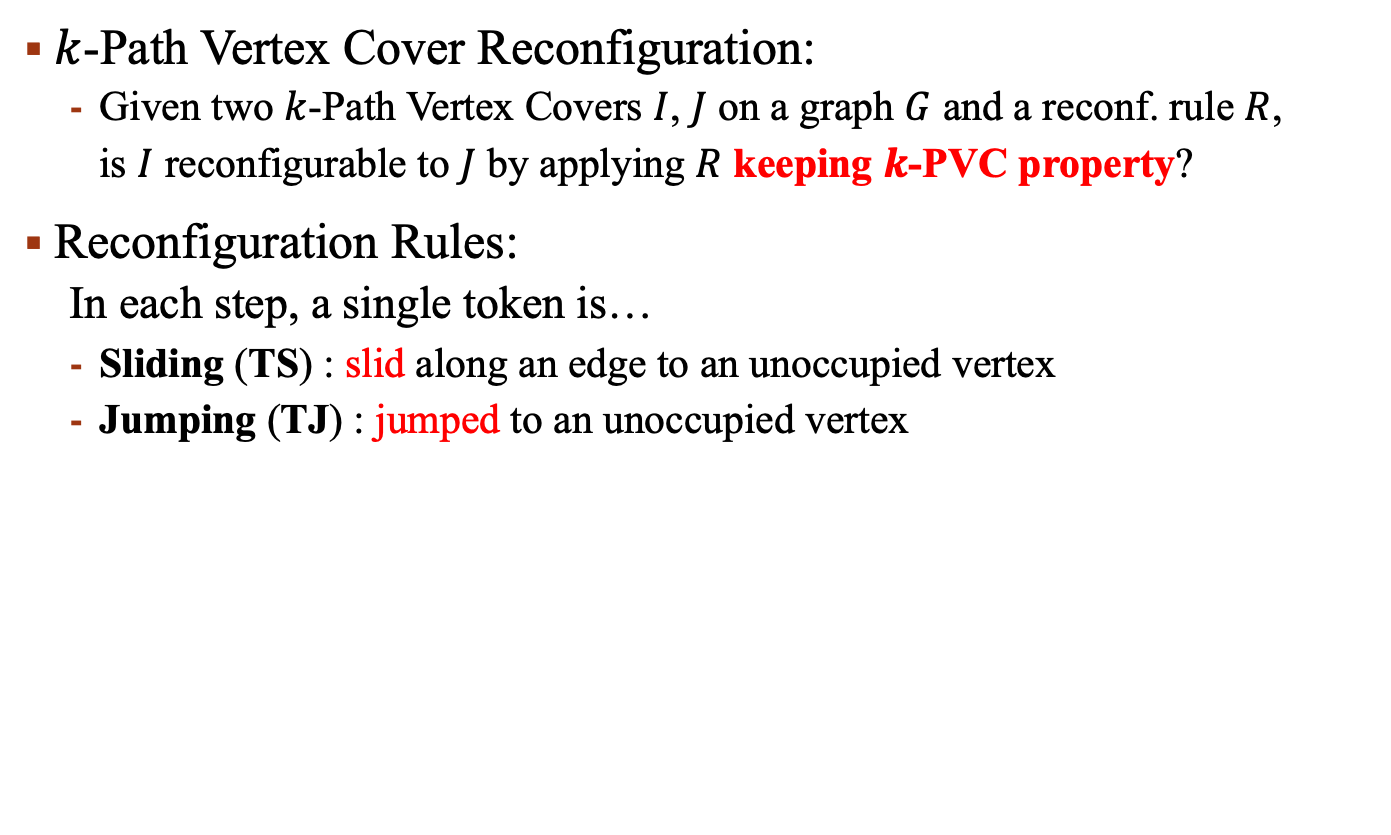 ▪ k-Path Vertex Cover Reconfiguration:
- Given two k-Path Vertex Covers I, J on a graph G and a reconf. rule R,
is I reconfigurable to J by applying R keeping k-PVC property?
▪ Reconfiguration Rules:
In each step, a single token is…
- Sliding (TS) : slid along an edge to an unoccupied vertex
- Jumping (TJ) : jumped to an unoccupied vertex